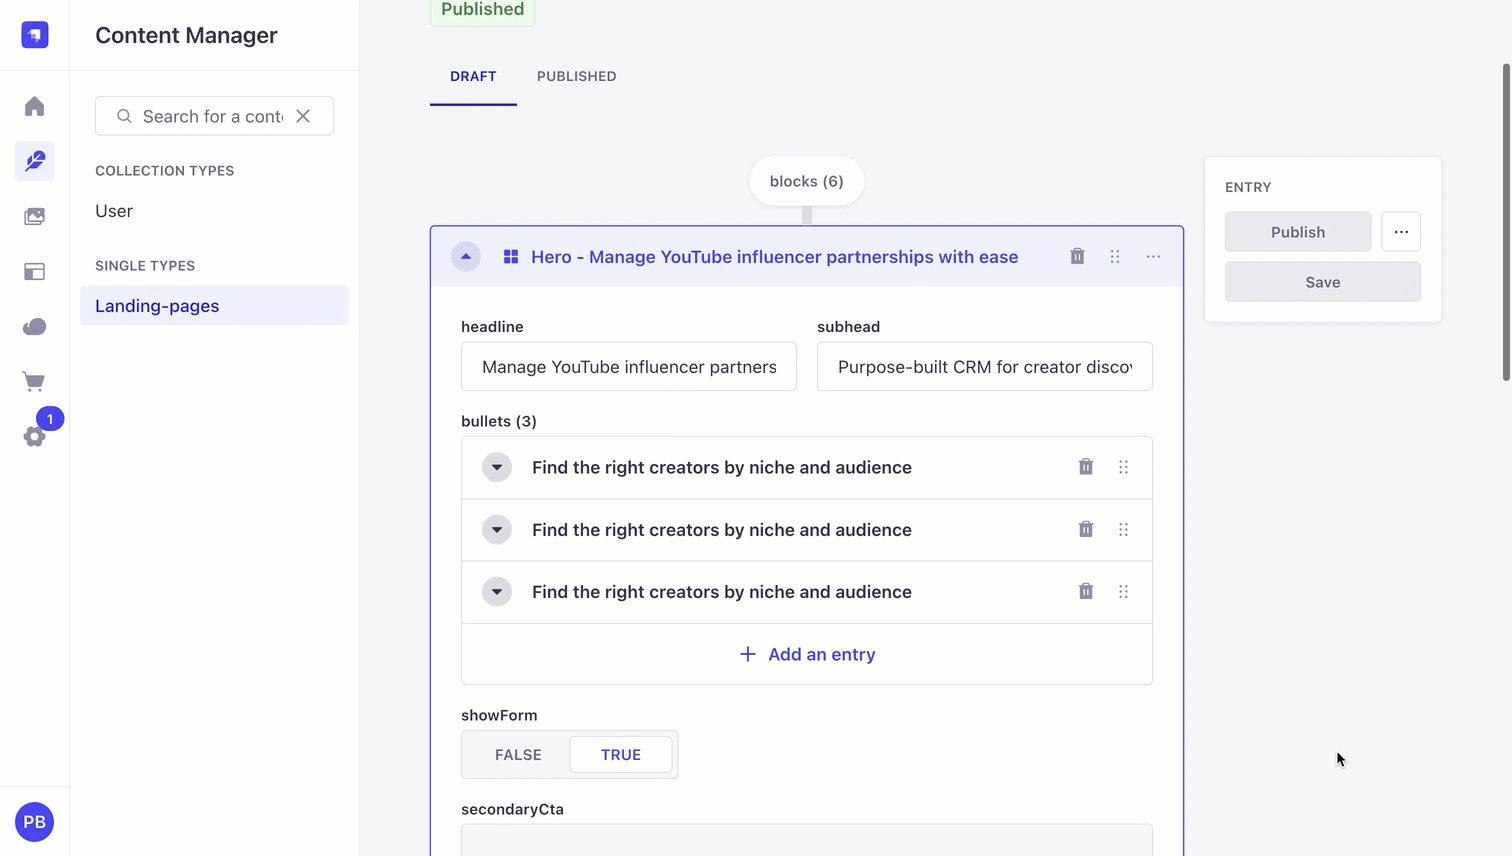 Content Manager
Search for a cont
COLLECTION TYPES
User
SINGLE TYPES
Landing-pages
1
PB
Published
DRAFT
PUBLISHED
blocks (6)
Hero - Manage YouTube influencer partnerships with ease
headline
subhead
Manage YouTube influencer partners
Purpose-built CRM for creator disco
bullets (3)
Find the right creators by niche and audience
Find the right creators by niche and audience
Find the right creators by niche and audience
Add an entry
showForm
FALSE
TRUE
secondaryCta
ENTRY
Publish
Save